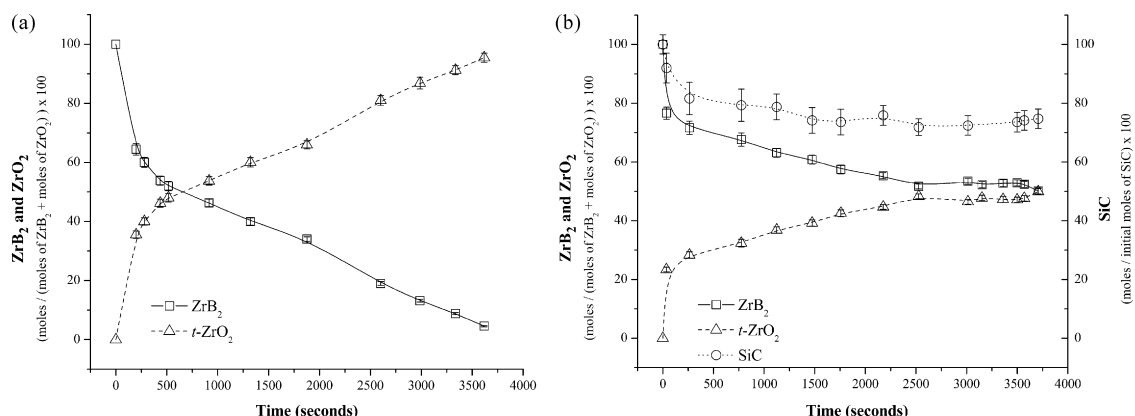 (a)
100
80
60
40
20
0
ZrB₂ and ZrO₂
(moles / (moles of ZrB₂ + moles of ZrO₂) ) x 100
ZrB₂
t-ZrO₂
0 500 1000 1500 2000 2500 3000 3500 4000
Time (seconds)
(b)
100
80
60
40
20
0
ZrB₂ and ZrO₂
(moles / (moles of ZrB₂ + moles of ZrO₂) ) x 100
ZrB₂
t-ZrO₂
SiC
100
80
60
40
20
0
SiC
(moles / initial moles of SiC) x 100
0 500 1000 1500 2000 2500 3000 3500 4000
Time (seconds)